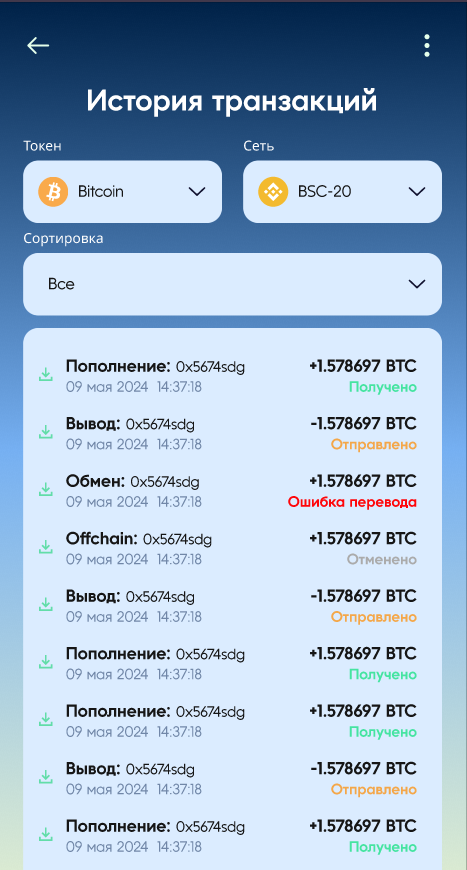 История транзакций
Токен Сеть
Bitcoin BSC-20
Сортировка
Все
Пополнение: 0x5674sdg +1.578697 BTC
09 мая 2024 14:37:18 Получено
Вывод: 0x5674sdg -1.578697 BTC
09 мая 2024 14:37:18 Отправлено
Обмен: 0x5674sdg +1.578697 BTC
09 мая 2024 14:37:18 Ошибка перевода
Offchain: 0x5674sdg +1.578697 BTC
09 мая 2024 14:37:18 Отменено
Вывод: 0x5674sdg -1.578697 BTC
09 мая 2024 14:37:18 Отправлено
Пополнение: 0x5674sdg +1.578697 BTC
09 мая 2024 14:37:18 Получено
Пополнение: 0x5674sdg +1.578697 BTC
09 мая 2024 14:37:18 Получено
Вывод: 0x5674sdg -1.578697 BTC
09 мая 2024 14:37:18 Отправлено
Пополнение: 0x5674sdg +1.578697 BTC
09 мая 2024 14:37:18 Получено